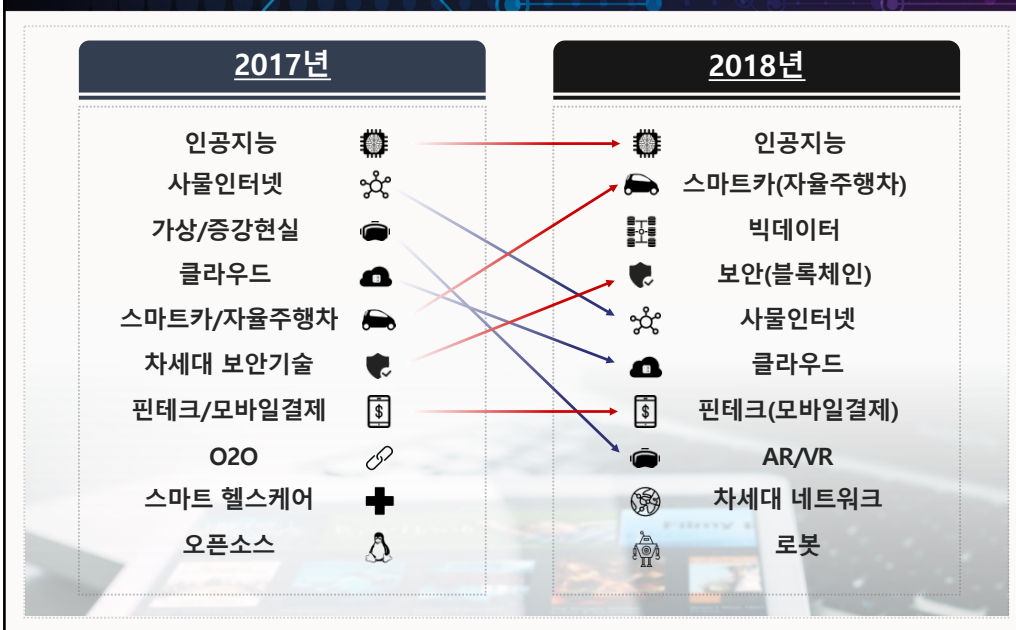 2017년
인공지능
사물인터넷
가상/증강현실
클라우드
스마트카/자율주행차
차세대 보안기술
핀테크/모바일결제
O2O
스마트 헬스케어
오픈소스
2018년
인공지능
스마트카(자율주행차)
빅데이터
보안(블록체인)
사물인터넷
클라우드
핀테크(모바일결제)
AR/VR
차세대 네트워크
로봇